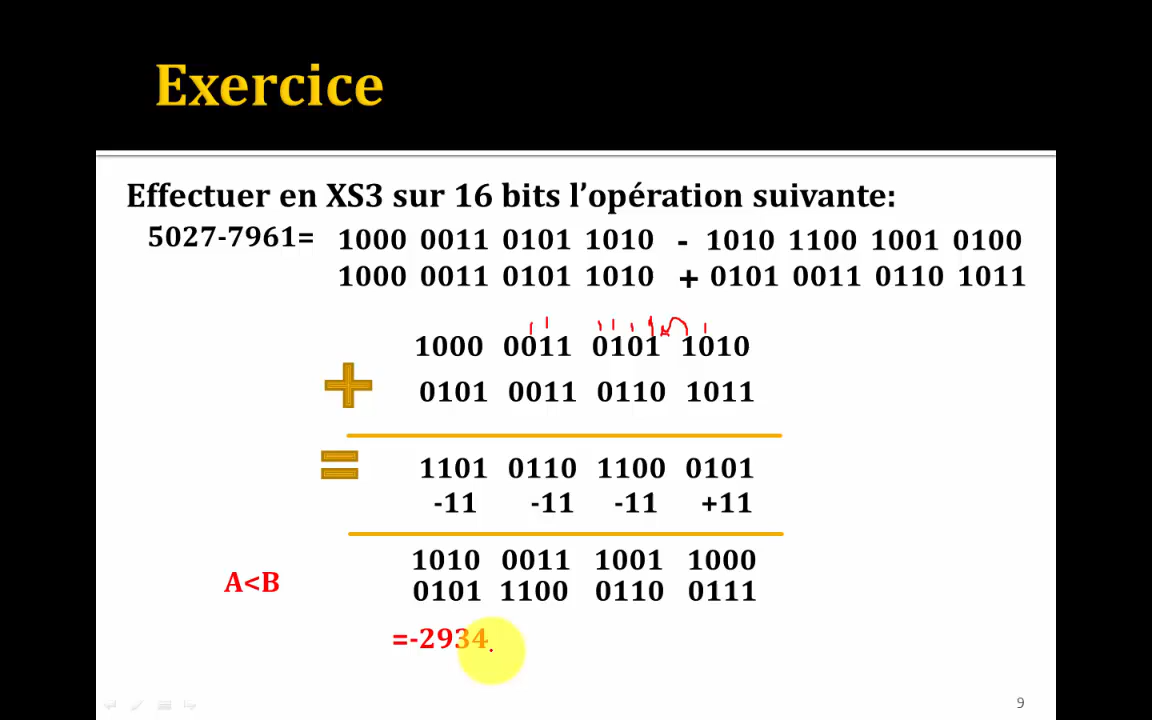 Exercice
Effectuer en XS3 sur 16 bits l’opération suivante:
5027-7961= 1000 0011 0101 1010 - 1010 1100 1001 0100
1000 0011 0101 1010 + 0101 0011 0110 1011
1000 0011 0101 1010
+ 0101 0011 0110 1011
= 1101 0110 1100 0101
-11 -11 -11 +11
1010 0011 1001 1000
A<B
0101 1100 0110 0111
=-2934
9